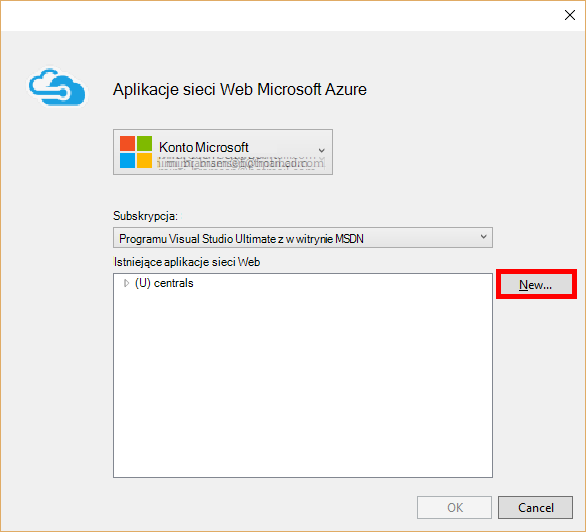 Aplikacje sieci Web Microsoft Azure
Konto Microsoft
Subskrypcja:
Programu Visual Studio Ultimate z w witrynie MSDN
Istniejące aplikacje sieci Web
(U) centrals
New...
OK
Cancel